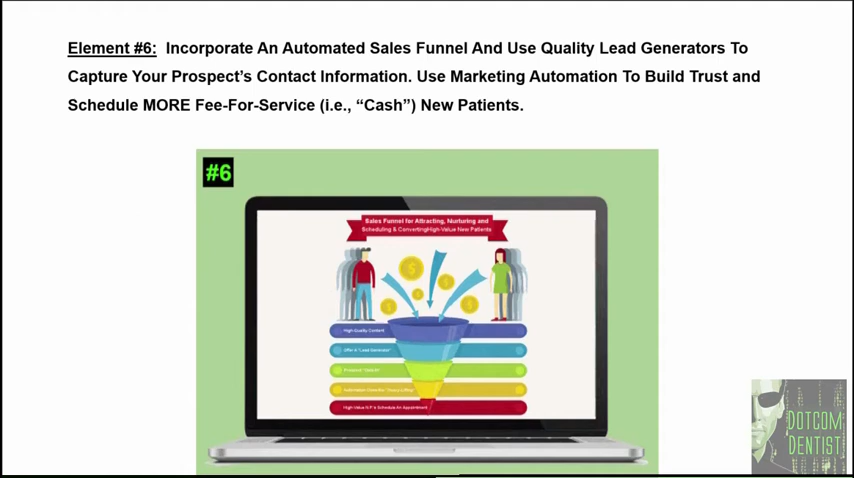 Element #6: Incorporate An Automated Sales Funnel And Use Quality Lead Generators To
Capture Your Prospect's Contact Information. Use Marketing Automation To Build Trust and
Schedule MORE Fee-For-Service (i.e., “Cash”) New Patients.
#6
Sales Funnel for Attracting, Nurturing and
Scheduling & ConvertingHigh-Value New Patients
High-Quality Content
Offer A "Lead Generator"
High-Value N.P.'s Schedule An Appointment
DOTCOM
DENTIST